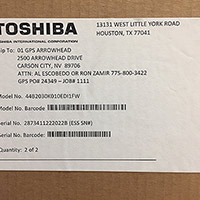 TOSHIBA
TOSHIBA INTERNATIONAL CORPORATION
13131 WEST LITTLE YORK ROAD
HOUSTON, TX 77041
Ship To: 01 GPS ARROWHEAD
2500 ARROWHEAD DRIVE
CARSON CITY, NV 89706
ATTN: AL ESCOBEDO OR RON ZAMIR 775-800-3422
GPS PO# 24349 – JOB# 1111
Model No: 4402030K010EDI1FW
Model No Barcode
Serial No: 287341122022B (ESS SN#)
Serial No Barcode
Quantity: 2 of 2